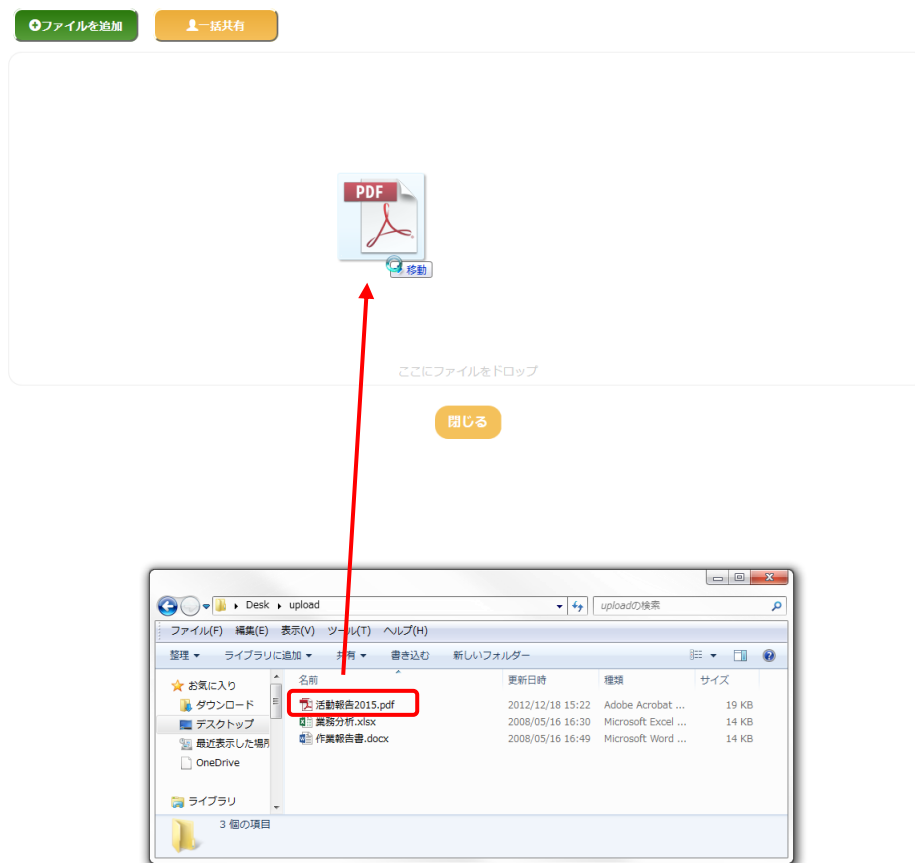 ファイルを追加
一括共有
PDF
移動
ここにファイルをドロップ
閉じる
Desk upload
uploadの検索
ファイル(F) 編集(E) 表示(V) ツール(T) ヘルプ(H)
整理 ライブラリに追加 共有 書き込む 新しいフォルダー
お気に入り
ダウンロード
デスクトップ
最近表示した場所
OneDrive
ライブラリ
名前 更新日時 種類 サイズ
活動報告2015.pdf 2012/12/18 15:22 Adobe Acrobat ... 19 KB
業務分析.xlsx 2008/05/16 16:30 Microsoft Excel ... 14 KB
作業報告書.docx 2008/05/16 16:49 Microsoft Word ... 14 KB
3 個の項目